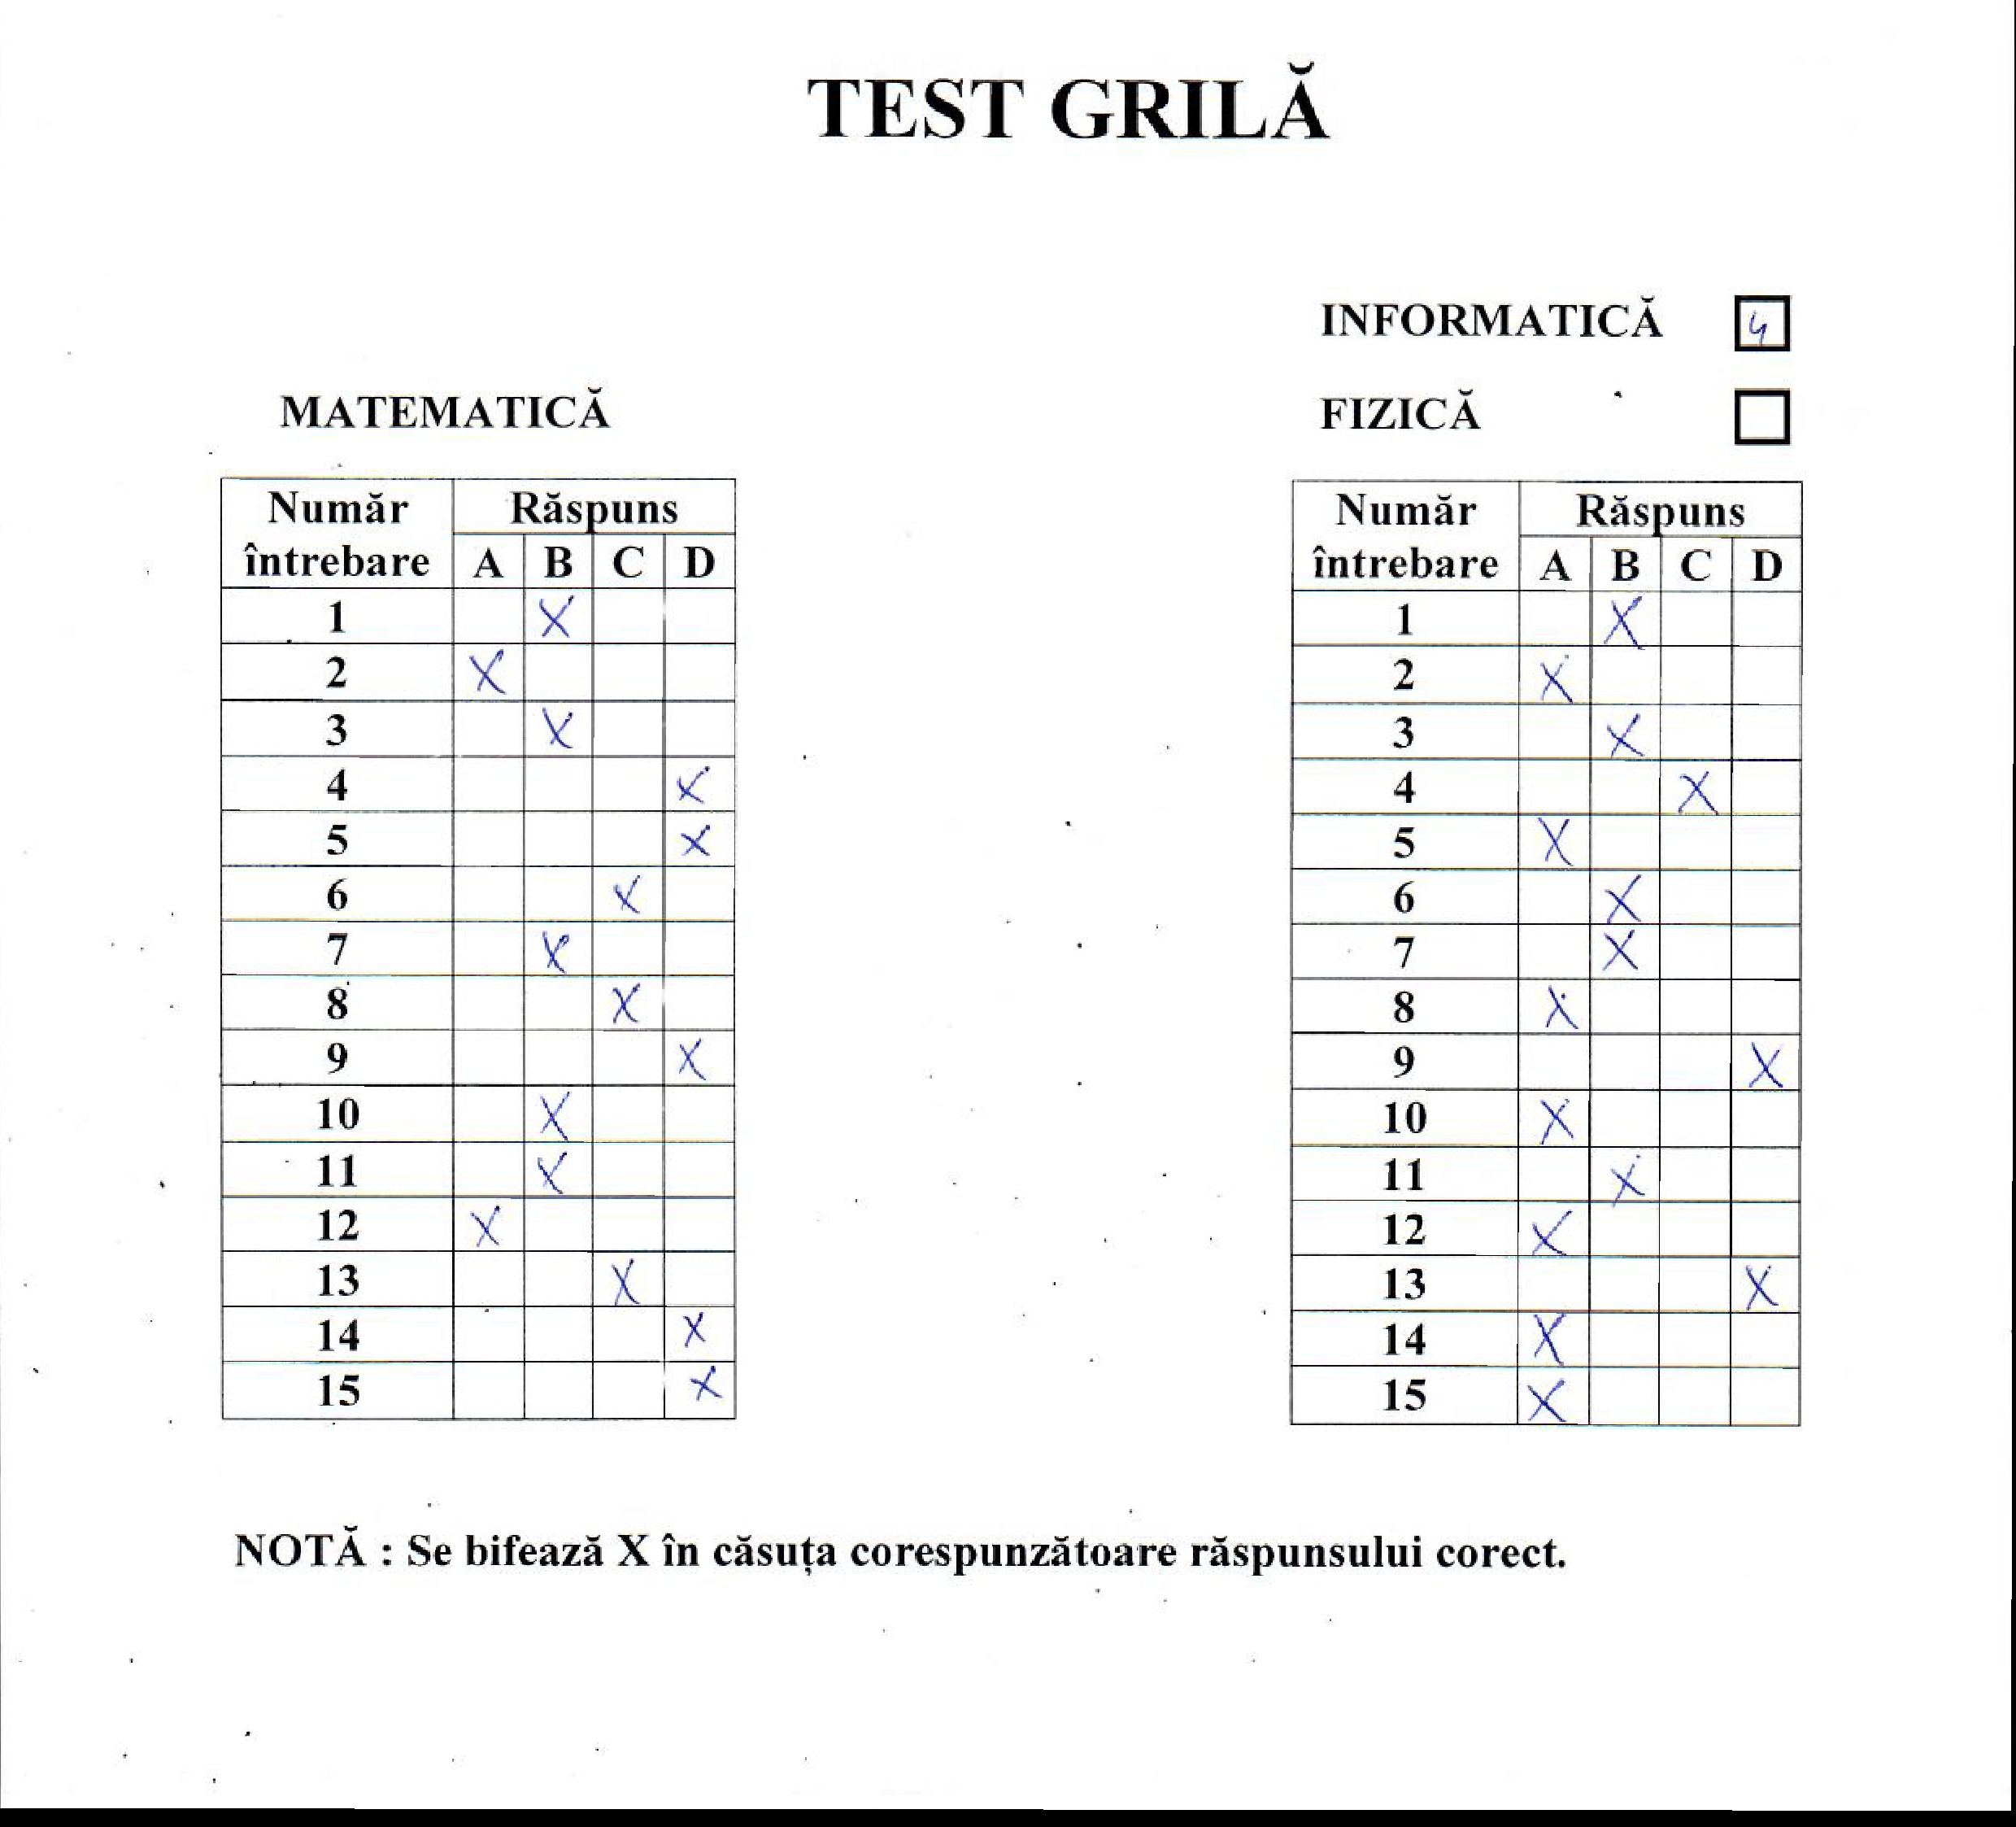 TEST GRILĂ
INFORMATICĂ 4
FIZICĂ
MATEMATICĂ
Număr întrebare Răspuns
A B C D
1 X
2 X
3 X
4 X
5 X
6 X
7 X
8 X
9 X
10 X
11 X
12 X
13 X
14 X
15 X
Număr întrebare Răspuns
A B C D
1 X
2 X
3 X
4 X
5 X
6 X
7 X
8 X
9 X
10 X
11 X
12 X
13 X
14 X
15 X
NOTĂ : Se bifează X în căsuța corespunzătoare răspunsului corect.